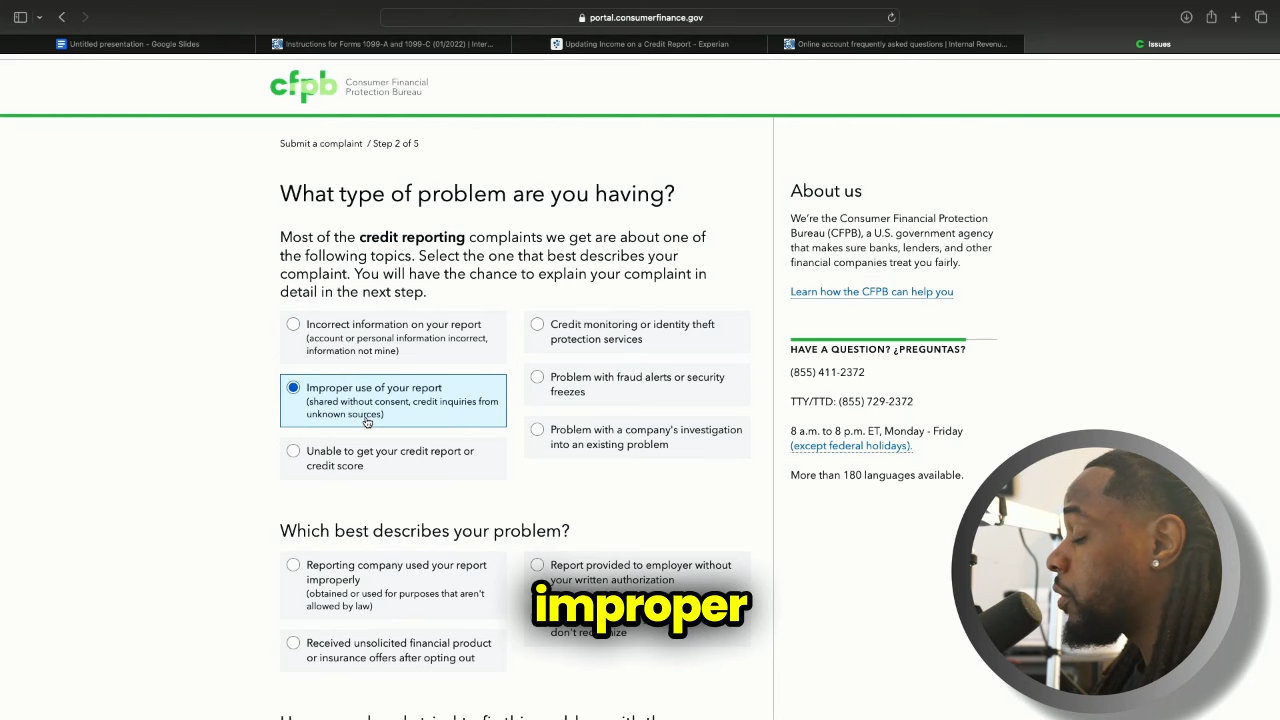 portal.consumerfinance.gov
Untitled presentation - Google Slides
Instructions for Forms 1099-A and 1099-C (01/2022) | Inter...
Updating Income on a Credit Report - Experian
Online account frequently asked questions | Internal Revenu...
Issues
cfpb
Consumer Financial
Protection Bureau
Submit a complaint / Step 2 of 5
What type of problem are you having?
Most of the credit reporting complaints we get are about one of
the following topics. Select the one that best describes your
complaint. You will have the chance to explain your complaint in
detail in the next step.
Incorrect information on your report
(account or personal information incorrect,
information not mine)
Improper use of your report
(shared without consent, credit inquiries from
unknown sources)
Unable to get your credit report or
credit score
Credit monitoring or identity theft
protection services
Problem with fraud alerts or security
freezes
Problem with a company's investigation
into an existing problem
Which best describes your problem?
Reporting company used your report
improperly
(obtained or used for purposes that aren't
allowed by law)
Received unsolicited financial product
or insurance offers after opting out
Report provided to employer without
your written authorization
improper
don't
About us
We're the Consumer Financial Protection
Bureau (CFPB), a U.S. government agency
that makes sure banks, lenders, and other
financial companies treat you fairly.
Learn how the CFPB can help you
HAVE A QUESTION? ¿PREGUNTAS?
(855) 411-2372
TTY/TDD: (855) 729-2372
8 a.m. to 8 p.m. ET, Monday - Friday
(except federal holidays).
More than 180 languages available.